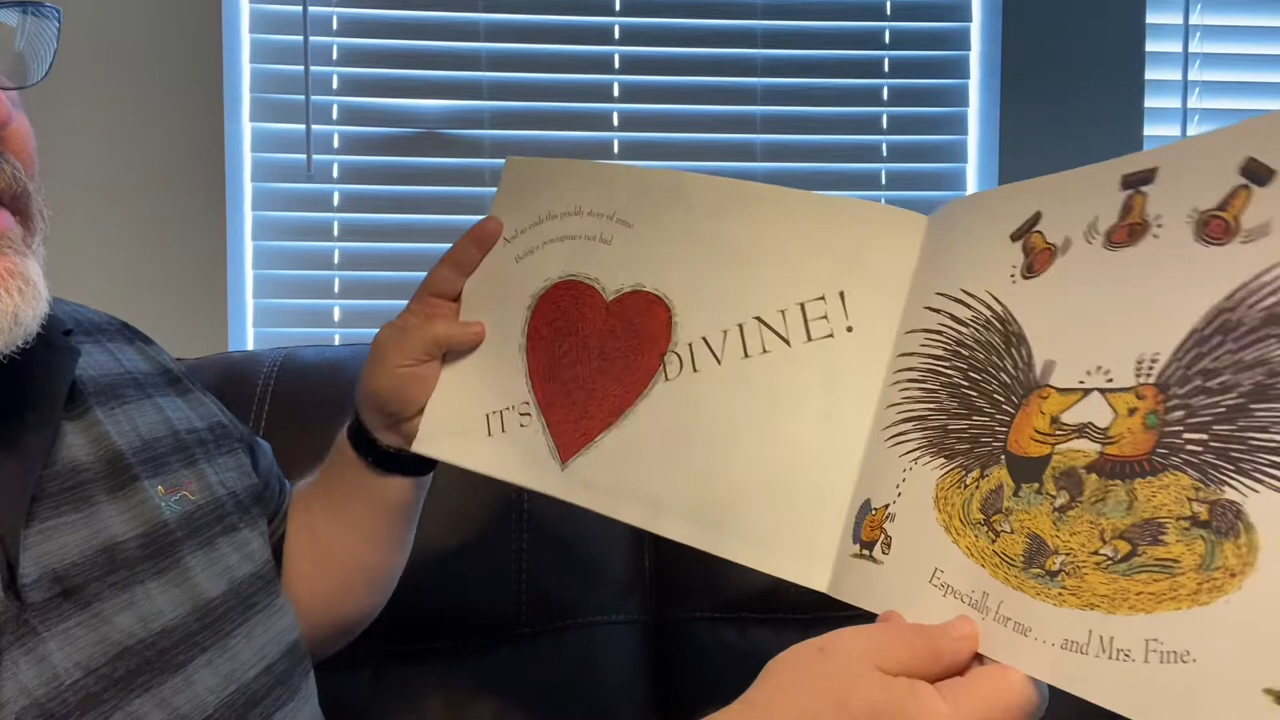 And so ends this prickly story of mine
Being a porcupine's not bad
IT'S DIVINE!
Especially for me . . . and Mrs. Fine.